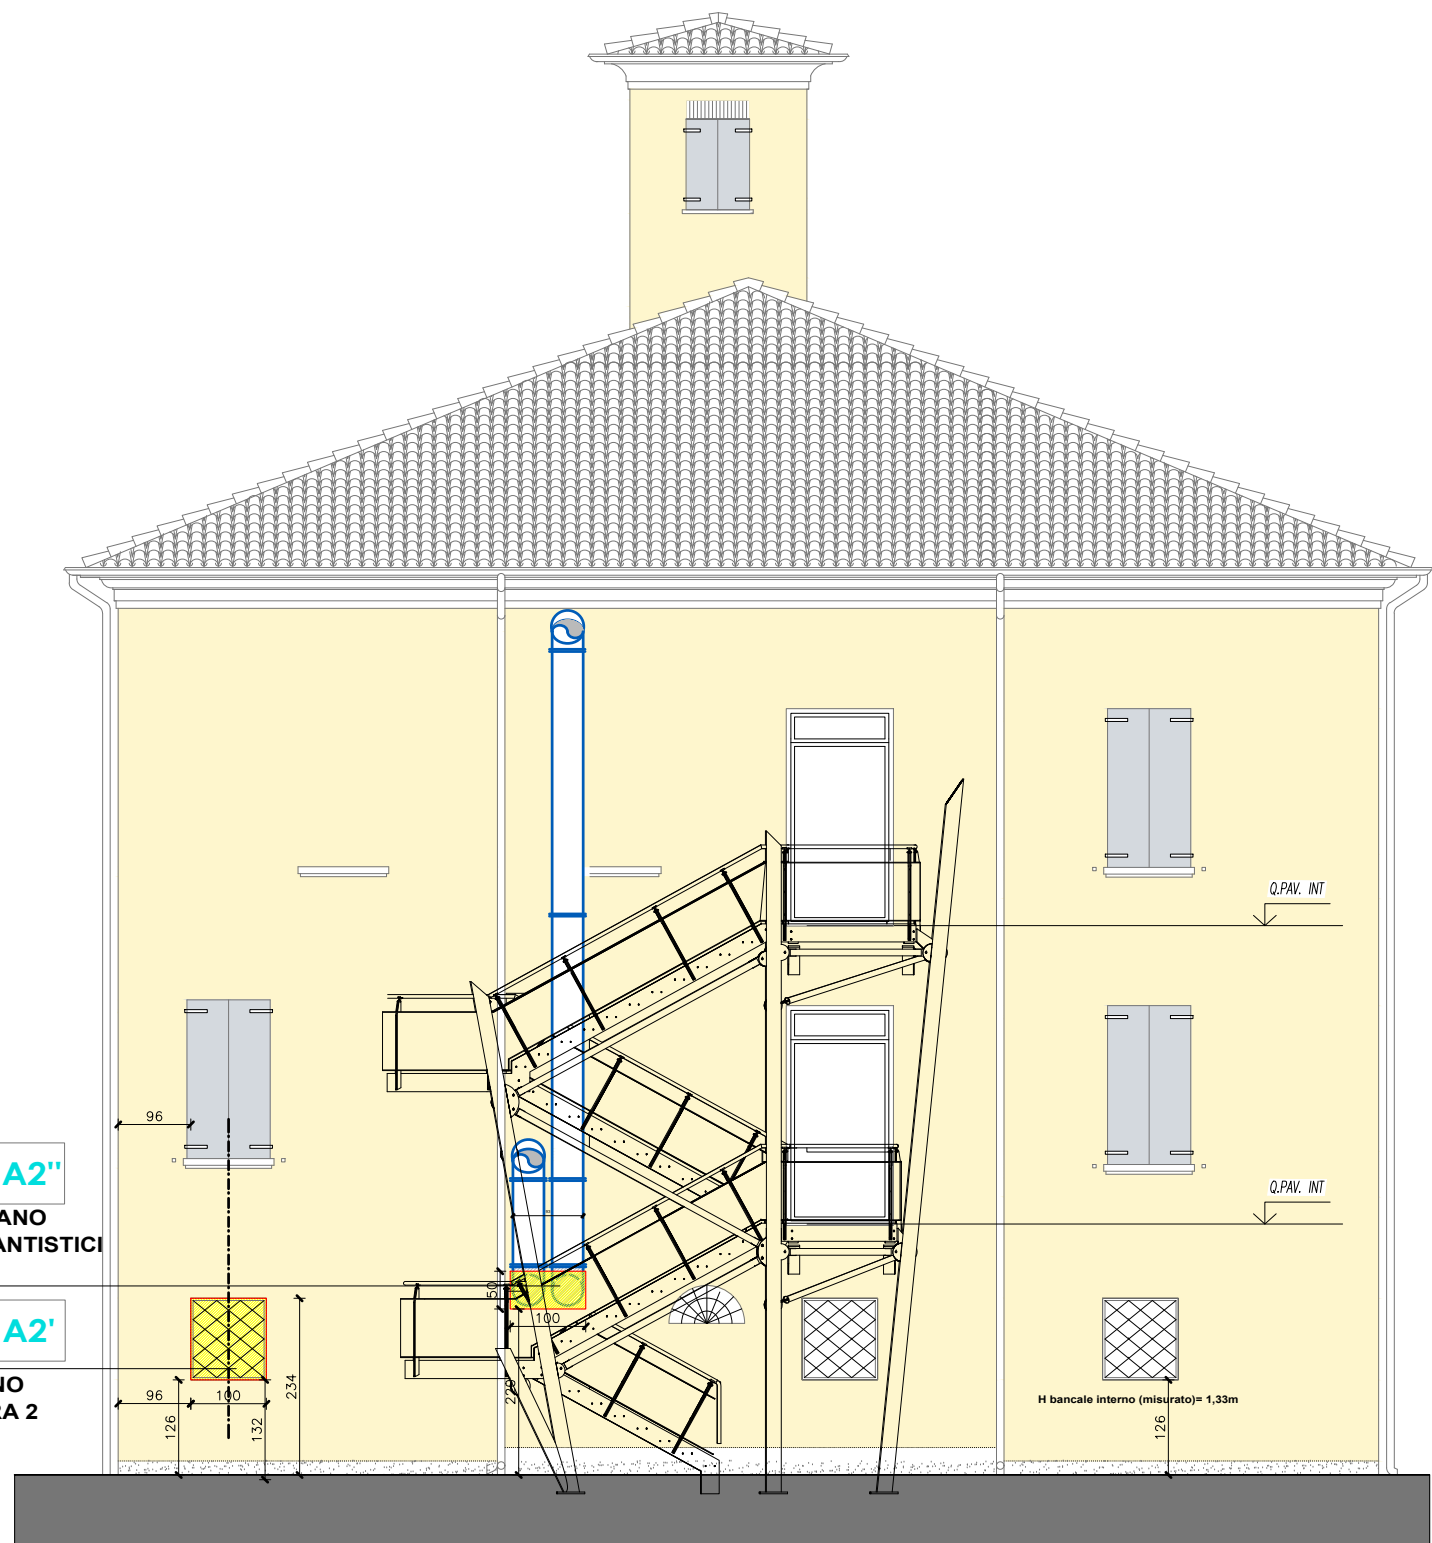 Q.PAV. INT
96
A2"
ANO
ANTISTICI
Q.PAV. INT
50
100
A2'
NO
RA 2
96
100
234
126
132
229
H bancale interno (misurato)= 1,33m
126